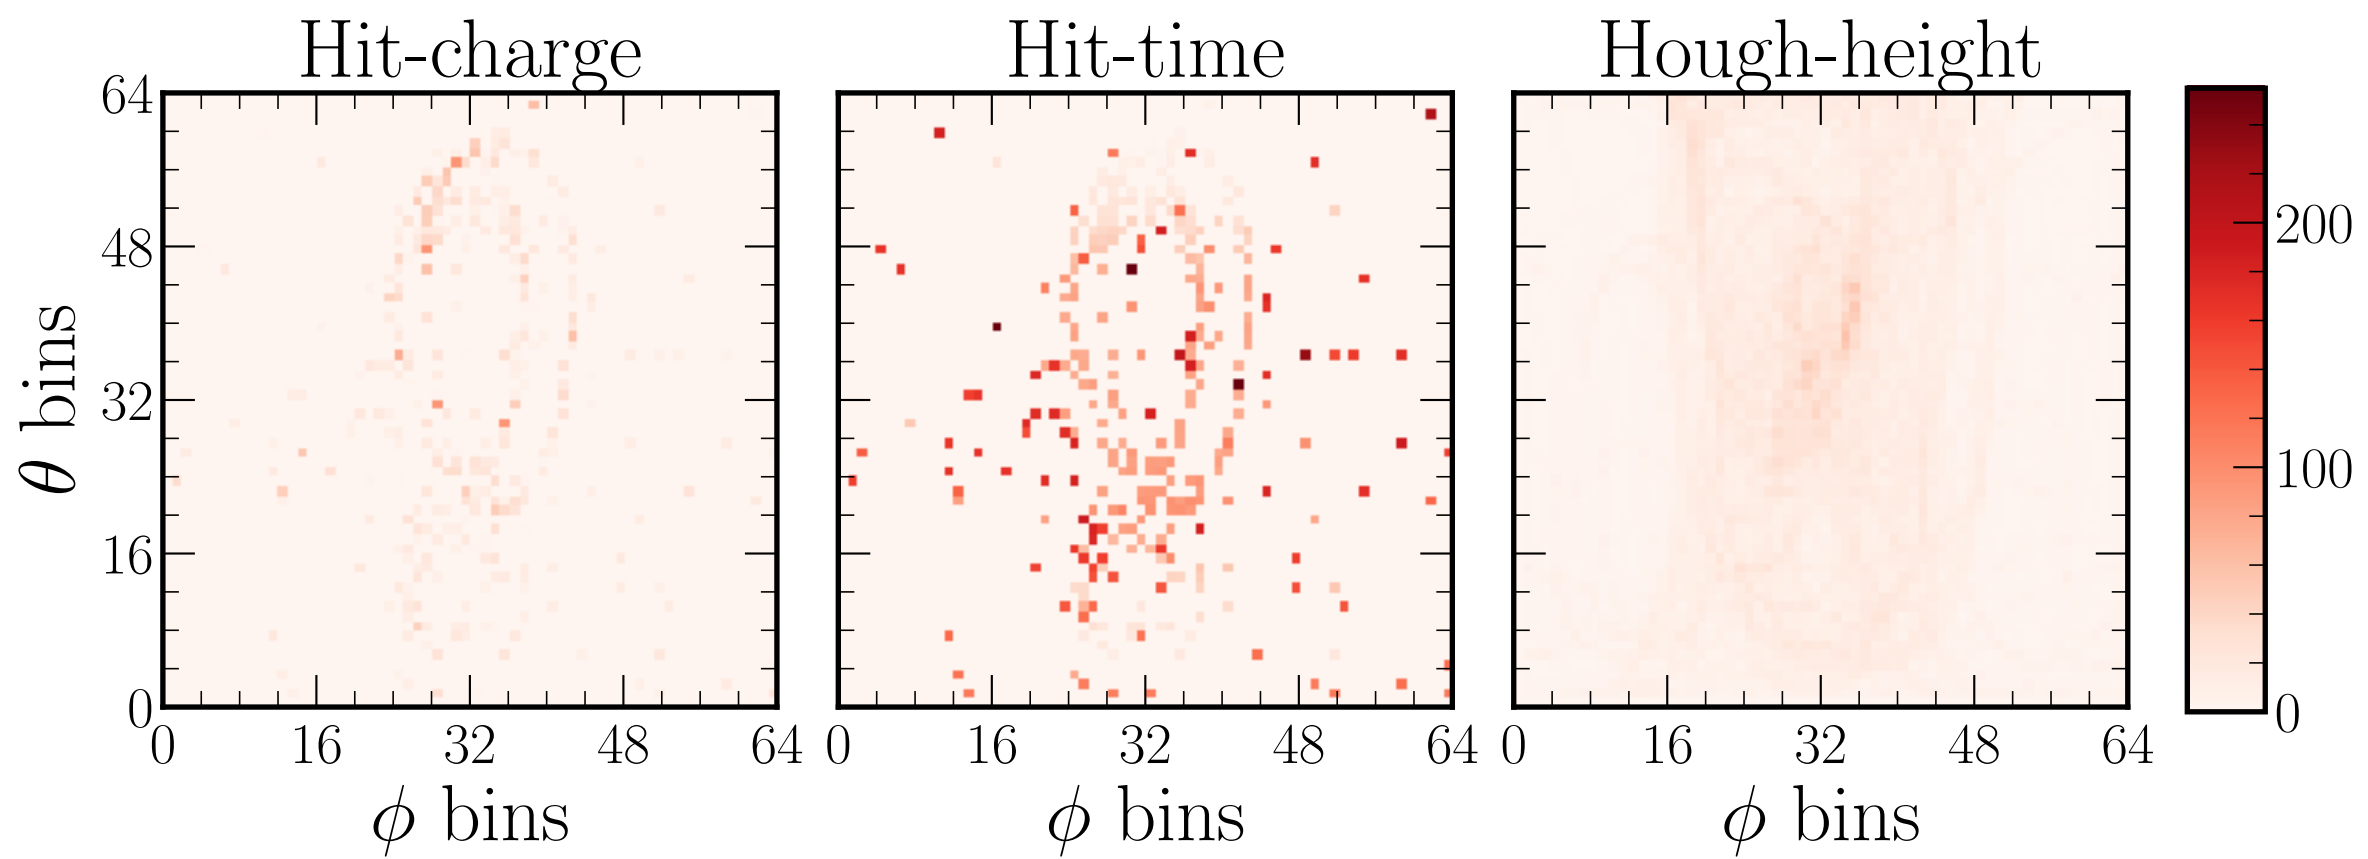 Hit-charge Hit-time Hough-height
64
48
32
16
0
θ bins
0 16 32 48 64 0 16 32 48 64 0 16 32 48 64
ϕ bins ϕ bins ϕ bins
200
100
0